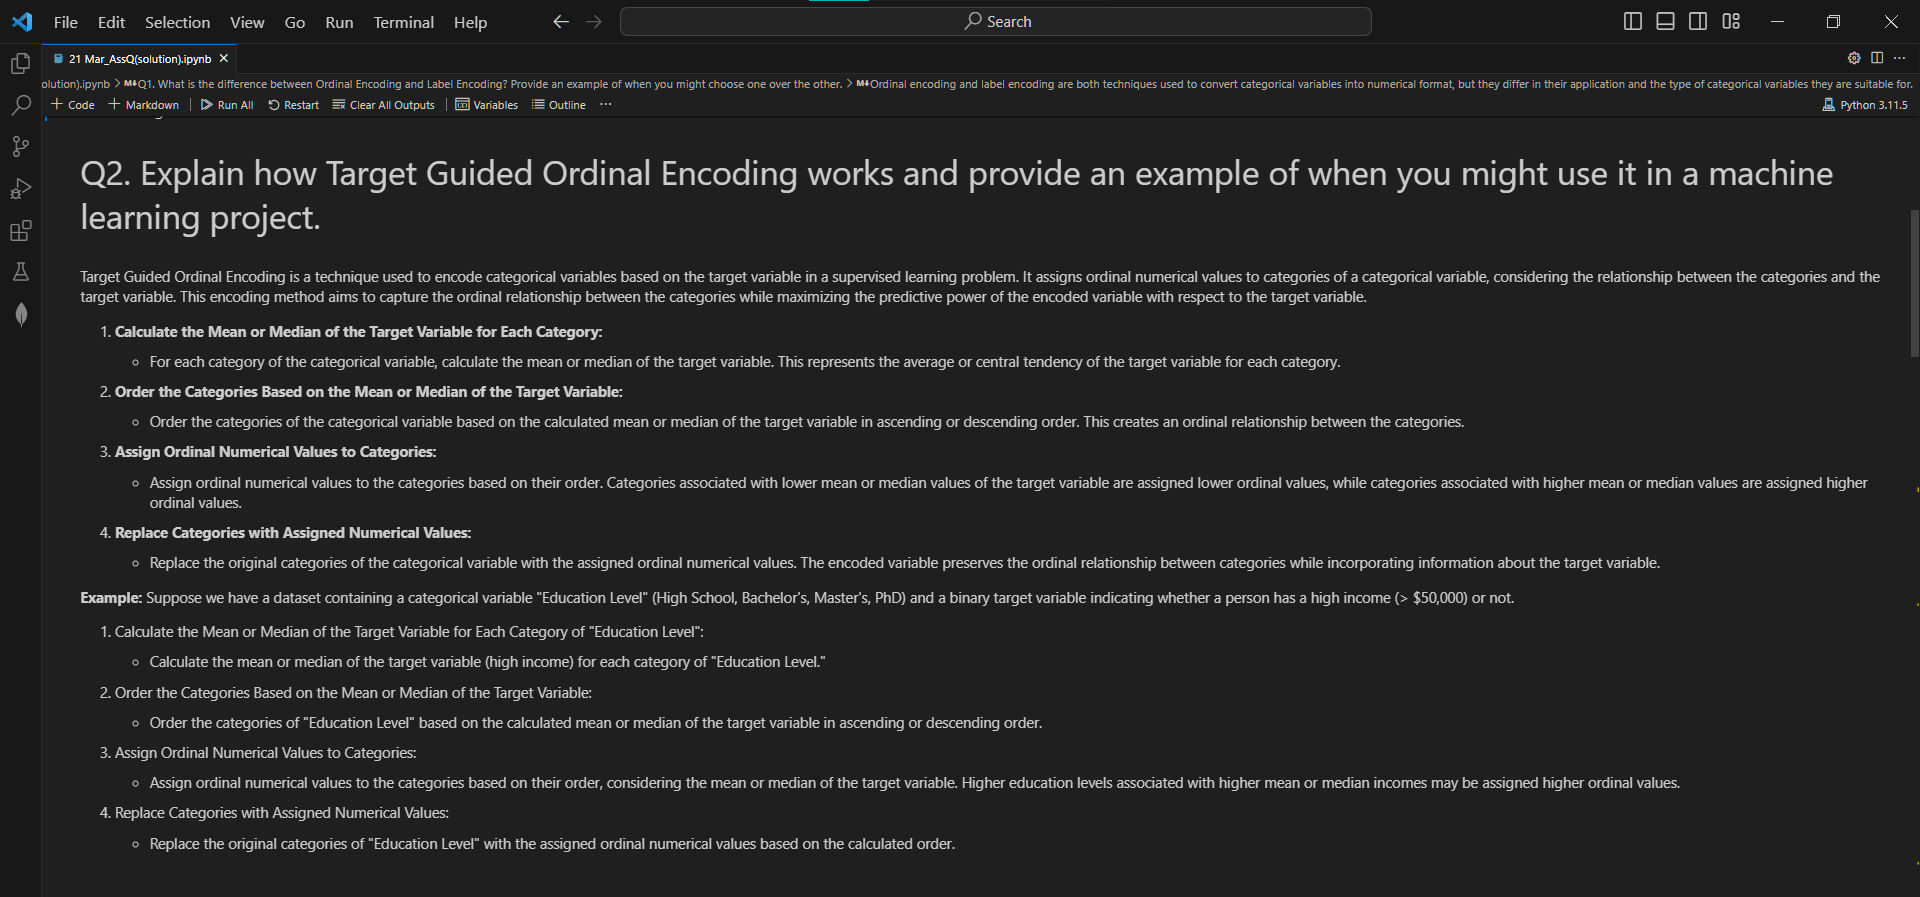 File Edit Selection View Go Run Terminal Help Search
21 Mar_AssQ(solution).ipynb
olution).ipynb > M↓Q1. What is the difference between Ordinal Encoding and Label Encoding? Provide an example of when you might choose one over the other. > M↓Ordinal encoding and label encoding are both techniques used to convert categorical variables into numerical format, but they differ in their application and the type of categorical variables they are suitable for.
+ Code + Markdown Run All Restart Clear All Outputs Variables Outline ··· Python 3.11.5
Q2. Explain how Target Guided Ordinal Encoding works and provide an example of when you might use it in a machine
learning project.
Target Guided Ordinal Encoding is a technique used to encode categorical variables based on the target variable in a supervised learning problem. It assigns ordinal numerical values to categories of a categorical variable, considering the relationship between the categories and the
target variable. This encoding method aims to capture the ordinal relationship between the categories while maximizing the predictive power of the encoded variable with respect to the target variable.
1. Calculate the Mean or Median of the Target Variable for Each Category:
◦ For each category of the categorical variable, calculate the mean or median of the target variable. This represents the average or central tendency of the target variable for each category.
2. Order the Categories Based on the Mean or Median of the Target Variable:
◦ Order the categories of the categorical variable based on the calculated mean or median of the target variable in ascending or descending order. This creates an ordinal relationship between the categories.
3. Assign Ordinal Numerical Values to Categories:
◦ Assign ordinal numerical values to the categories based on their order. Categories associated with lower mean or median values of the target variable are assigned lower ordinal values, while categories associated with higher mean or median values are assigned higher
ordinal values.
4. Replace Categories with Assigned Numerical Values:
◦ Replace the original categories of the categorical variable with the assigned ordinal numerical values. The encoded variable preserves the ordinal relationship between categories while incorporating information about the target variable.
Example: Suppose we have a dataset containing a categorical variable "Education Level" (High School, Bachelor's, Master's, PhD) and a binary target variable indicating whether a person has a high income (> $50,000) or not.
1. Calculate the Mean or Median of the Target Variable for Each Category of "Education Level":
◦ Calculate the mean or median of the target variable (high income) for each category of "Education Level."
2. Order the Categories Based on the Mean or Median of the Target Variable:
◦ Order the categories of "Education Level" based on the calculated mean or median of the target variable in ascending or descending order.
3. Assign Ordinal Numerical Values to Categories:
◦ Assign ordinal numerical values to the categories based on their order, considering the mean or median of the target variable. Higher education levels associated with higher mean or median incomes may be assigned higher ordinal values.
4. Replace Categories with Assigned Numerical Values:
◦ Replace the original categories of "Education Level" with the assigned ordinal numerical values based on the calculated order.